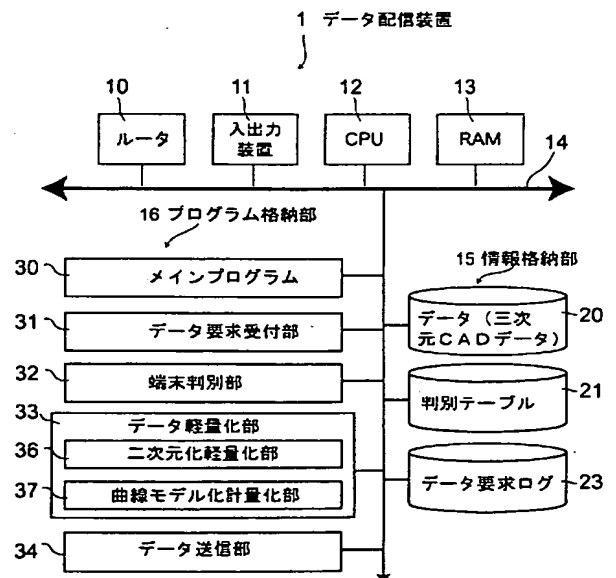 1 データ配信装置
10 11 12 13
ルータ
入出力
装置
CPU
RAM
14
16 プログラム格納部
15 情報格納部
30 メインプログラム
31 データ要求受付部
32 端末判別部
33 データ軽量化部
36 二次元化軽量化部
37 曲線モデル化計量化部
34 データ送信部
データ（三次
元CADデータ）
20
判別テーブル 21
データ要求ログ 23